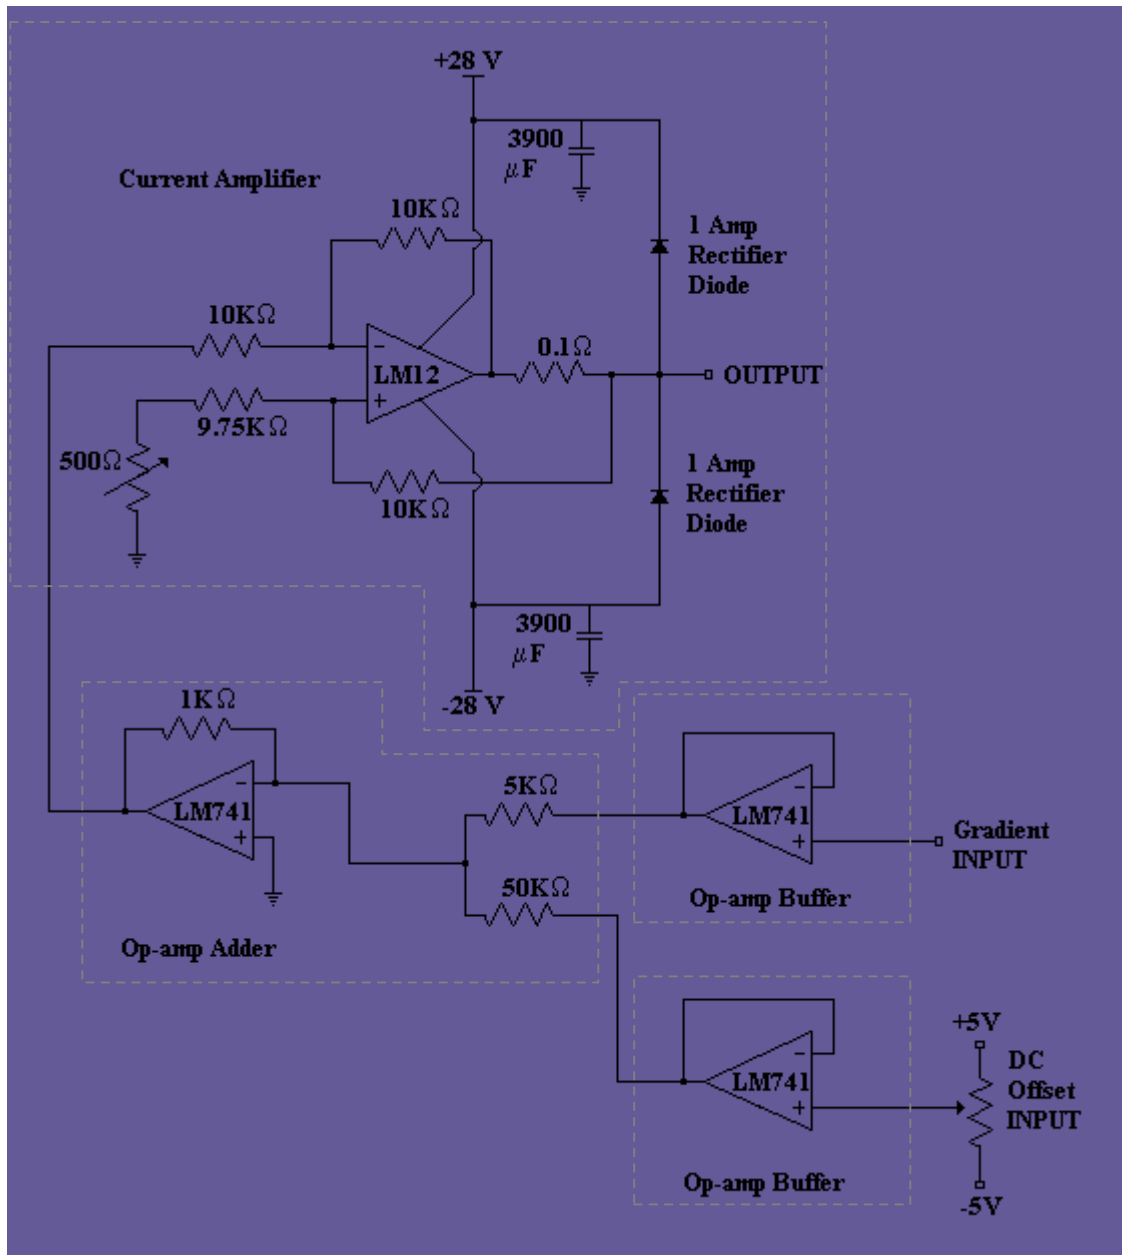 +28 V
3900
μF
Current Amplifier
10KΩ
1 Amp
Rectifier
Diode
10KΩ
0.1Ω
−
LM12
OUTPUT
+
9.75KΩ
500Ω
1 Amp
Rectifier
Diode
10KΩ
3900
μF
-28 V
1KΩ
−
LM741
+
5KΩ
−
LM741
+
Gradient
INPUT
50KΩ
Op-amp Buffer
Op-amp Adder
+5V
−
LM741
+
DC
Offset
INPUT
Op-amp Buffer
-5V